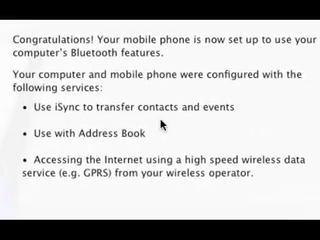 Congratulations! Your mobile phone is now set up to use your
computer's Bluetooth features.
Your computer and mobile phone were configured with the
following services:
• Use iSync to transfer contacts and events
• Use with Address Book
• Accessing the Internet using a high speed wireless data
service (e.g. GPRS) from your wireless operator.